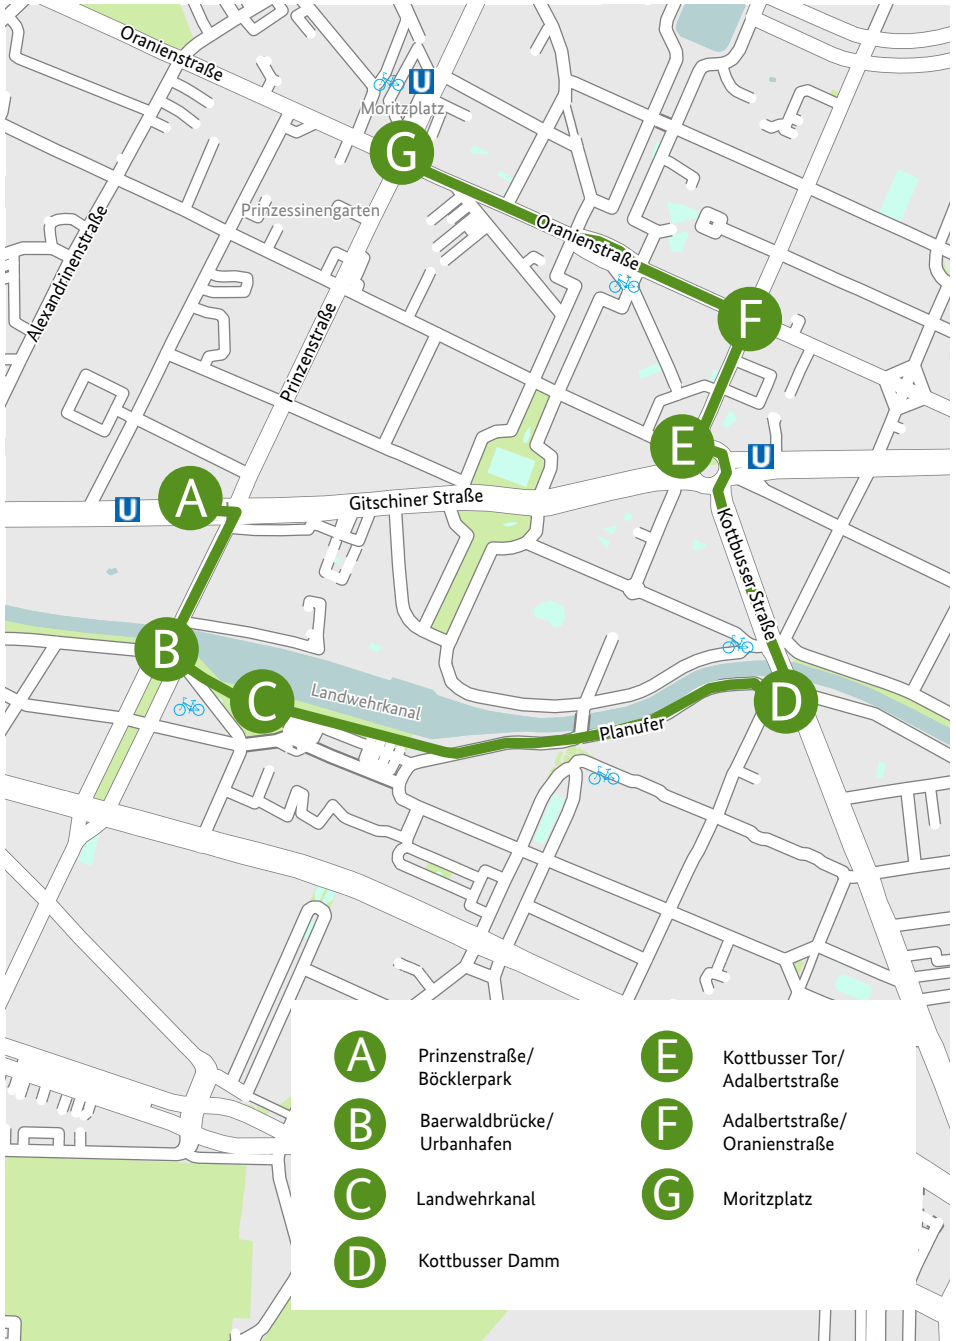 Oranienstraße
U
Moritzplatz
G
Prinzessinengarten
Oranienstraße
Alexandrinenstraße
F
Prinzenstraße
E
U
A
Gitschiner Straße
U
Kottbusser Straße
B
C
Landwehrkanal
D
Planufer
A Prinzenstraße/
Böcklerpark
B Baerwaldbrücke/
Urbanhafen
C Landwehrkanal
D Kottbusser Damm
E Kottbusser Tor/
Adalbertstraße
F Adalbertstraße/
Oranienstraße
G Moritzplatz